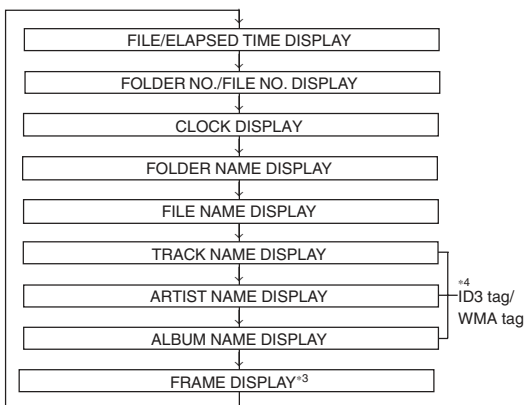 FILE/ELAPSED TIME DISPLAY
FOLDER NO./FILE NO. DISPLAY
CLOCK DISPLAY
FOLDER NAME DISPLAY
FILE NAME DISPLAY
TRACK NAME DISPLAY
ARTIST NAME DISPLAY
ALBUM NAME DISPLAY
*4
ID3 tag/
WMA tag
FRAME DISPLAY*3